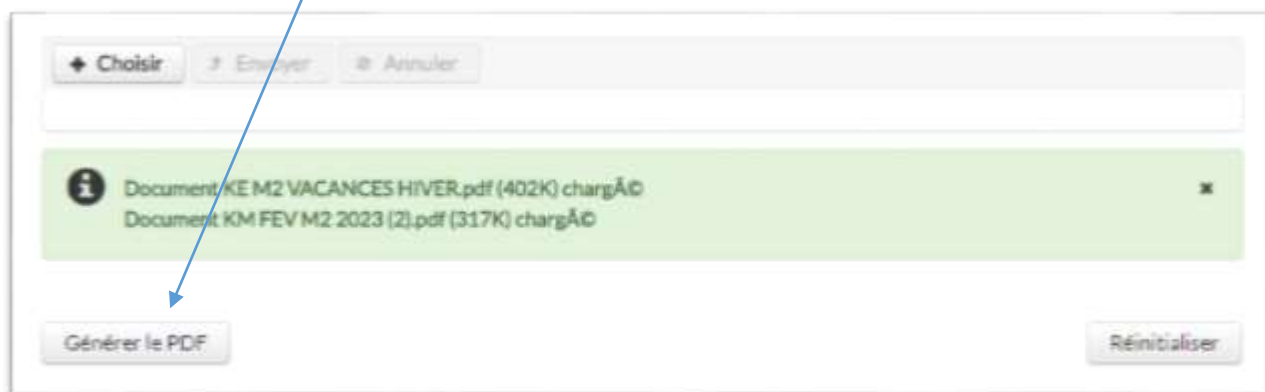 Choisir Envoyer Annuler
Document KE M2 VACANCES HIVER.pdf (402K) chargÃ©
Document KM FEV M2 2023 (2).pdf (317K) chargÃ©
Générer le PDF Réinitialiser